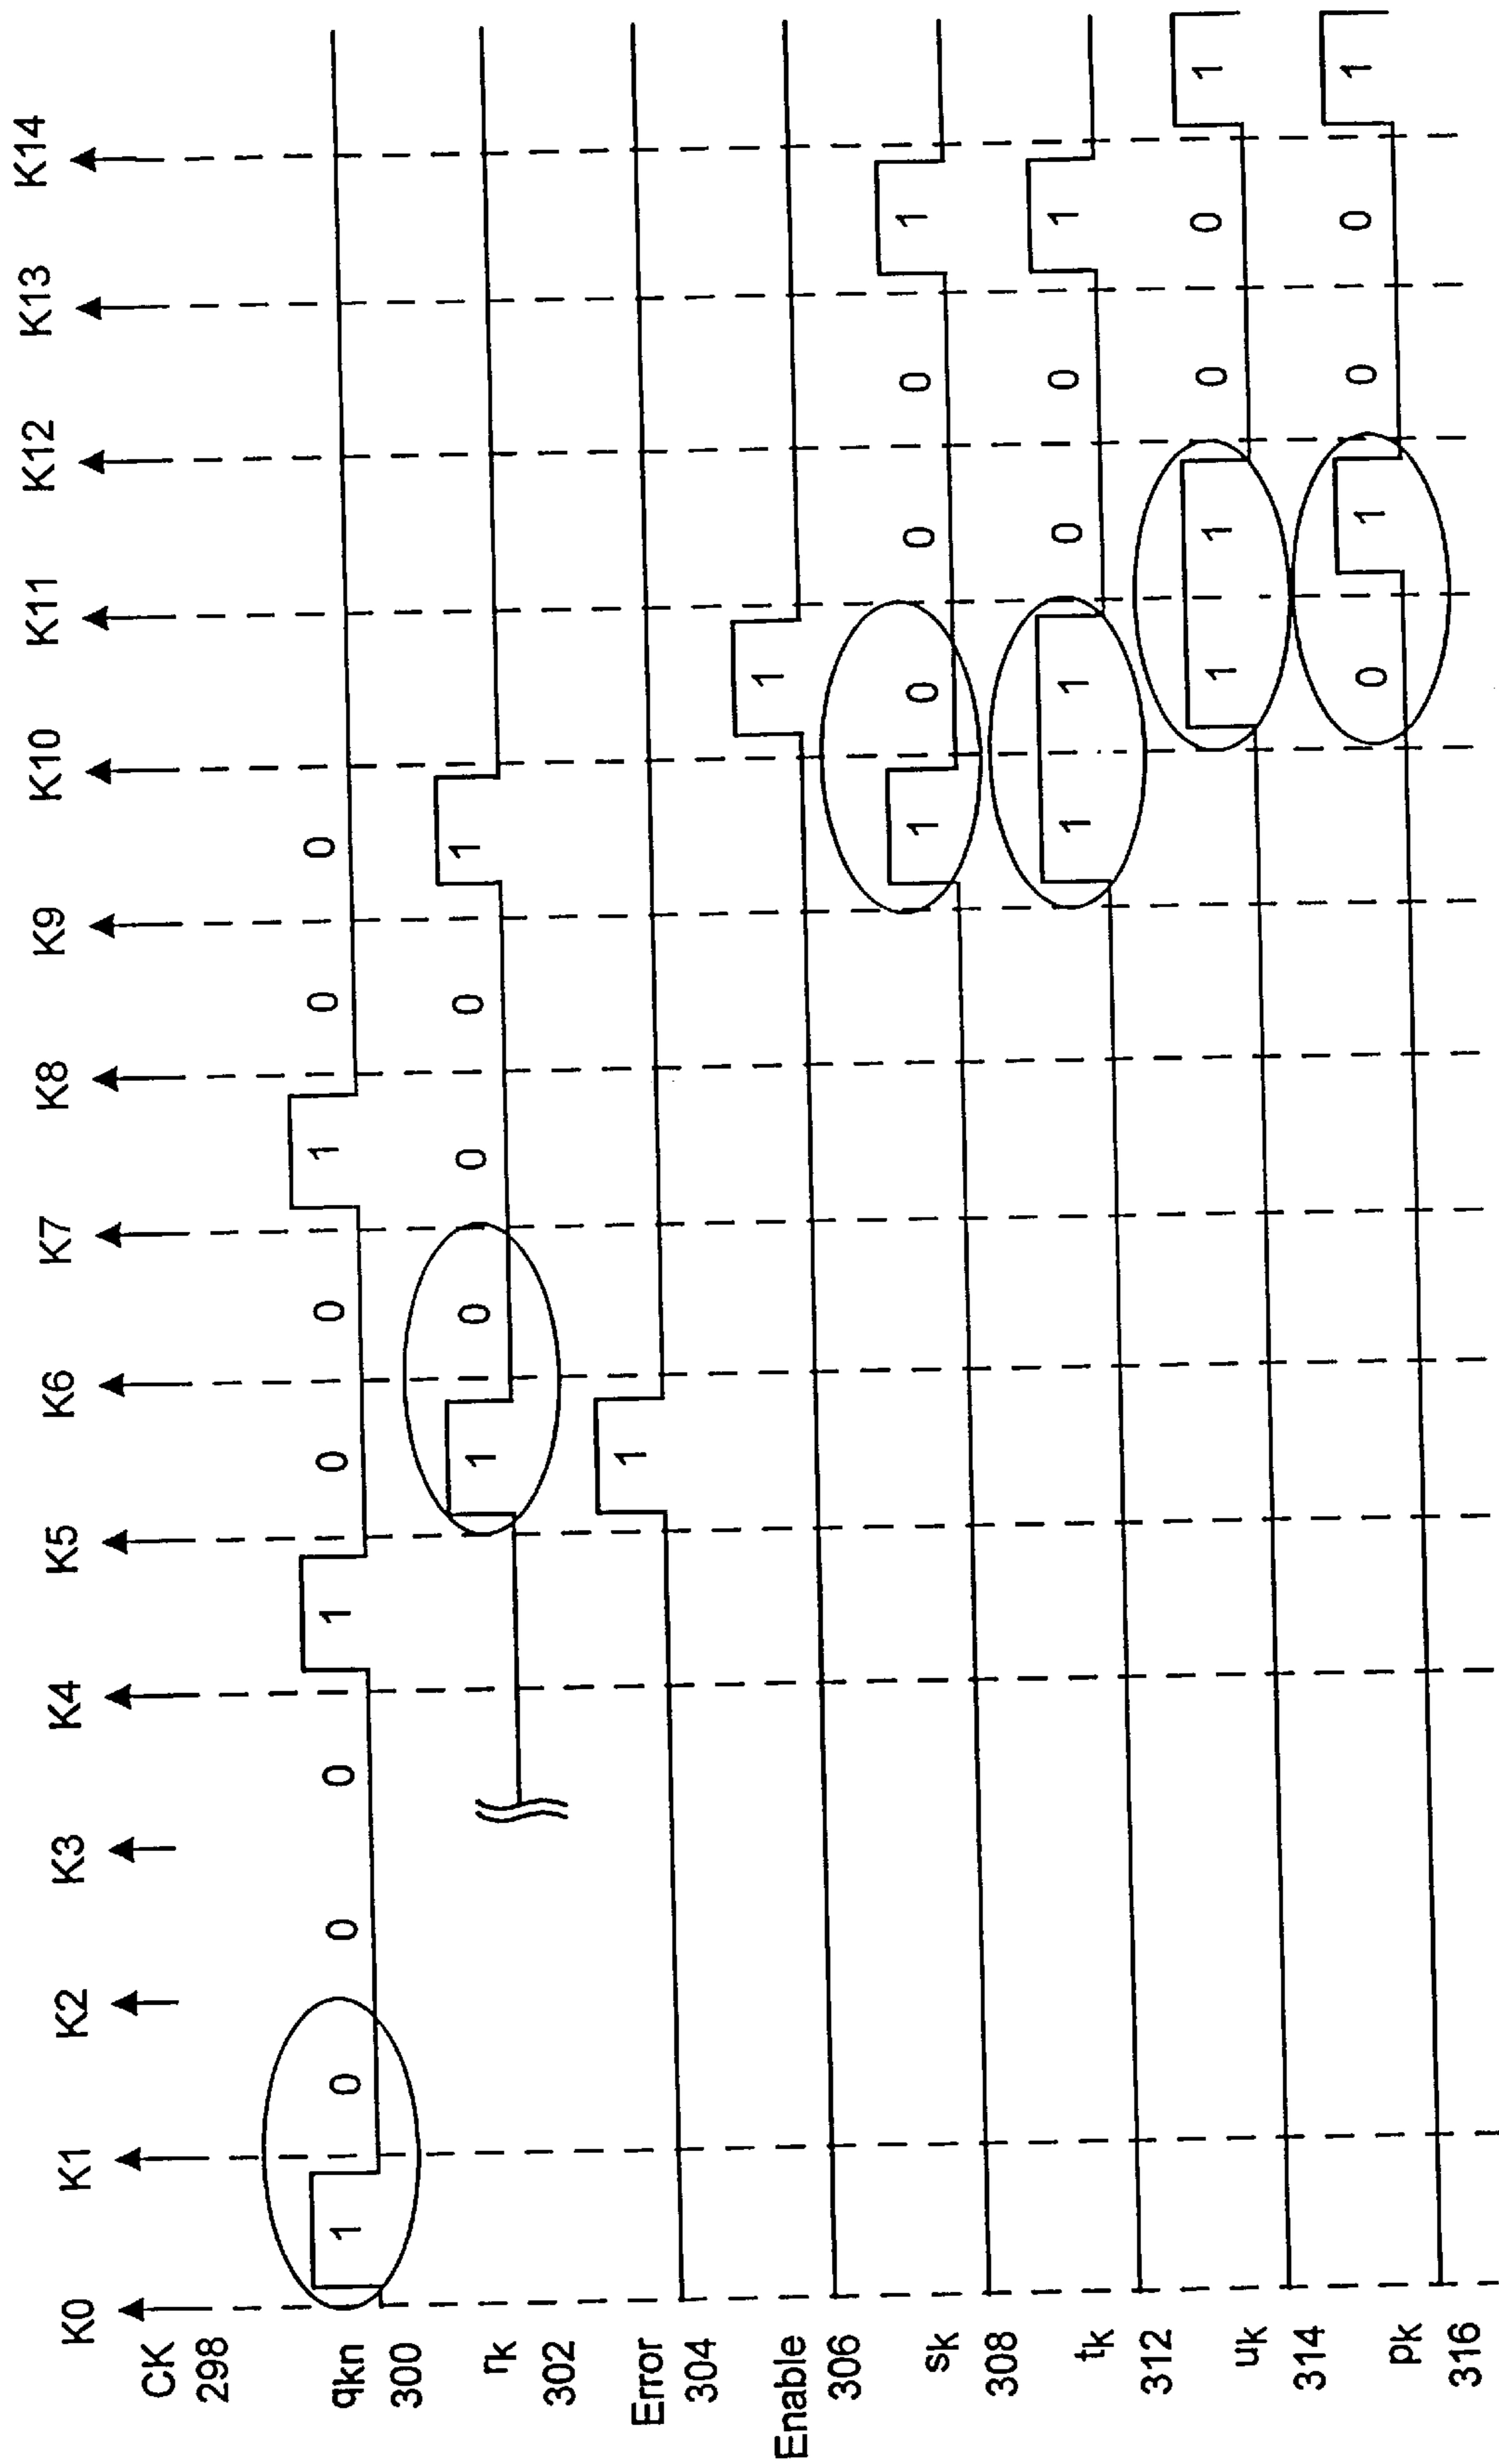 K0 K1 K2 K3 K4 K5 K6 K7 K8 K9 K10 K11 K12 K13 K14
CK
298
qkn 1 0 0 0 1 0 0 1 0 0
300
rk 1 0 0 0 1
302
Error 1
304
Enable 1
306
sk 1 0 0 0 1
308
tk 1 1 0 0 1
312
uk 1 1 0 0 1
314
pk 0 1 0 0 1
316